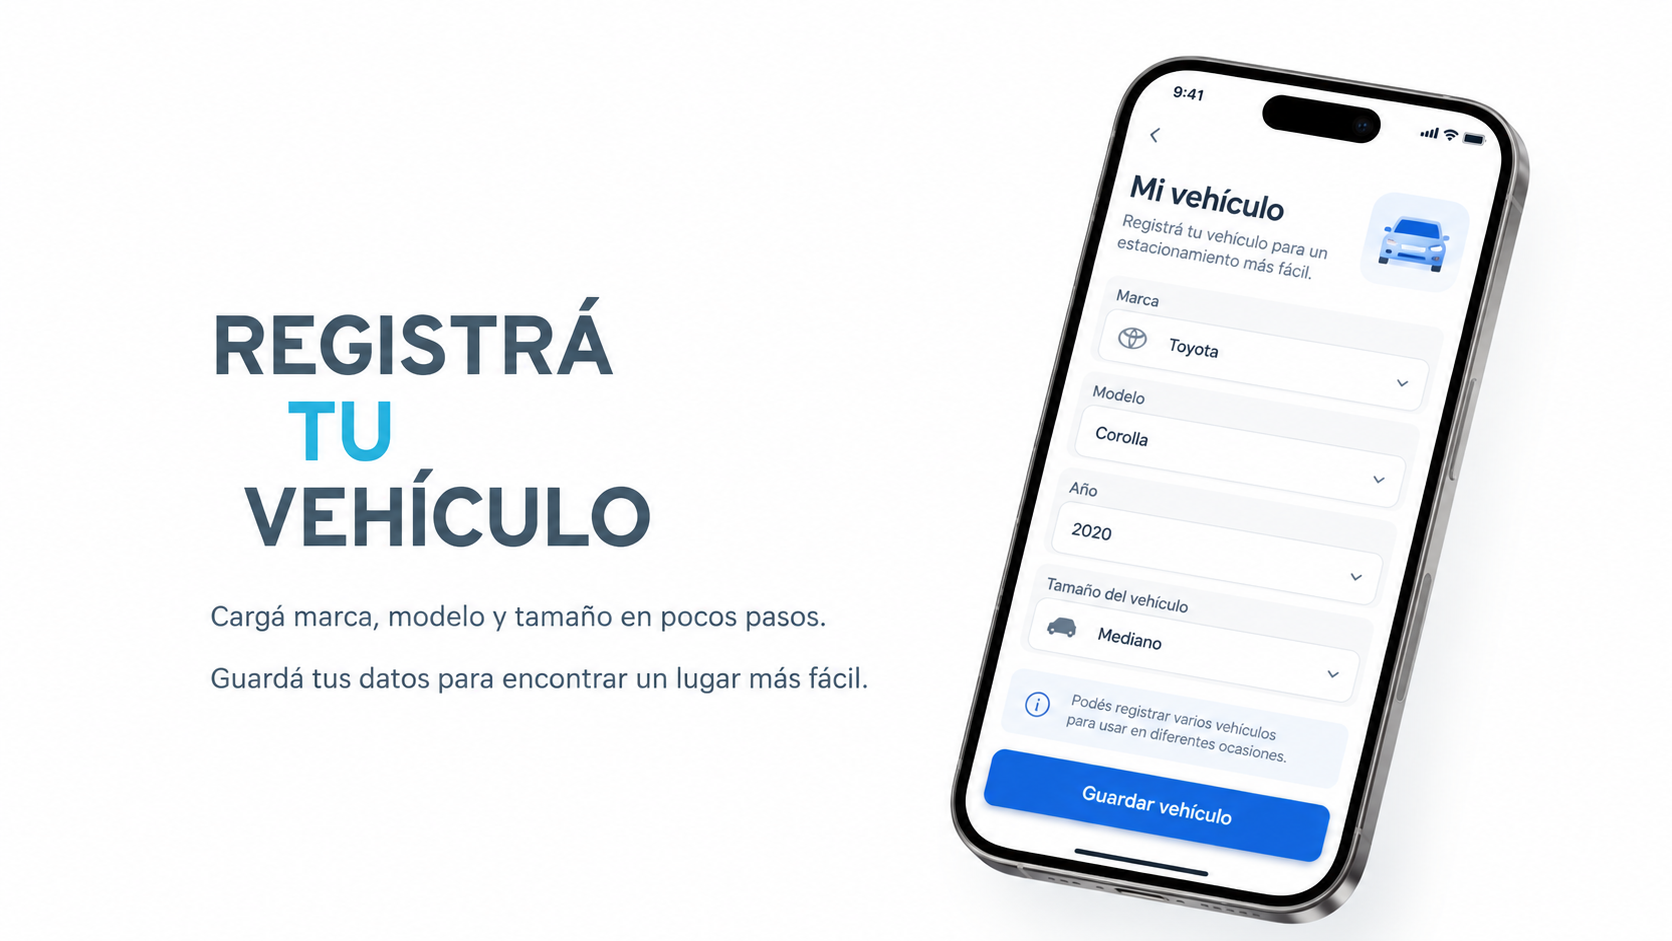 REGISTRÁ
TU
VEHÍCULO
Cargá marca, modelo y tamaño en pocos pasos.
Guardá tus datos para encontrar un lugar más fácil.
9:41
Mi vehículo
Registrá tu vehículo para un
estacionamiento más fácil.
Marca
Toyota
Modelo
Corolla
Año
2020
Tamaño del vehículo
Mediano
Podés registrar varios vehículos
para usar en diferentes ocasiones.
Guardar vehículo